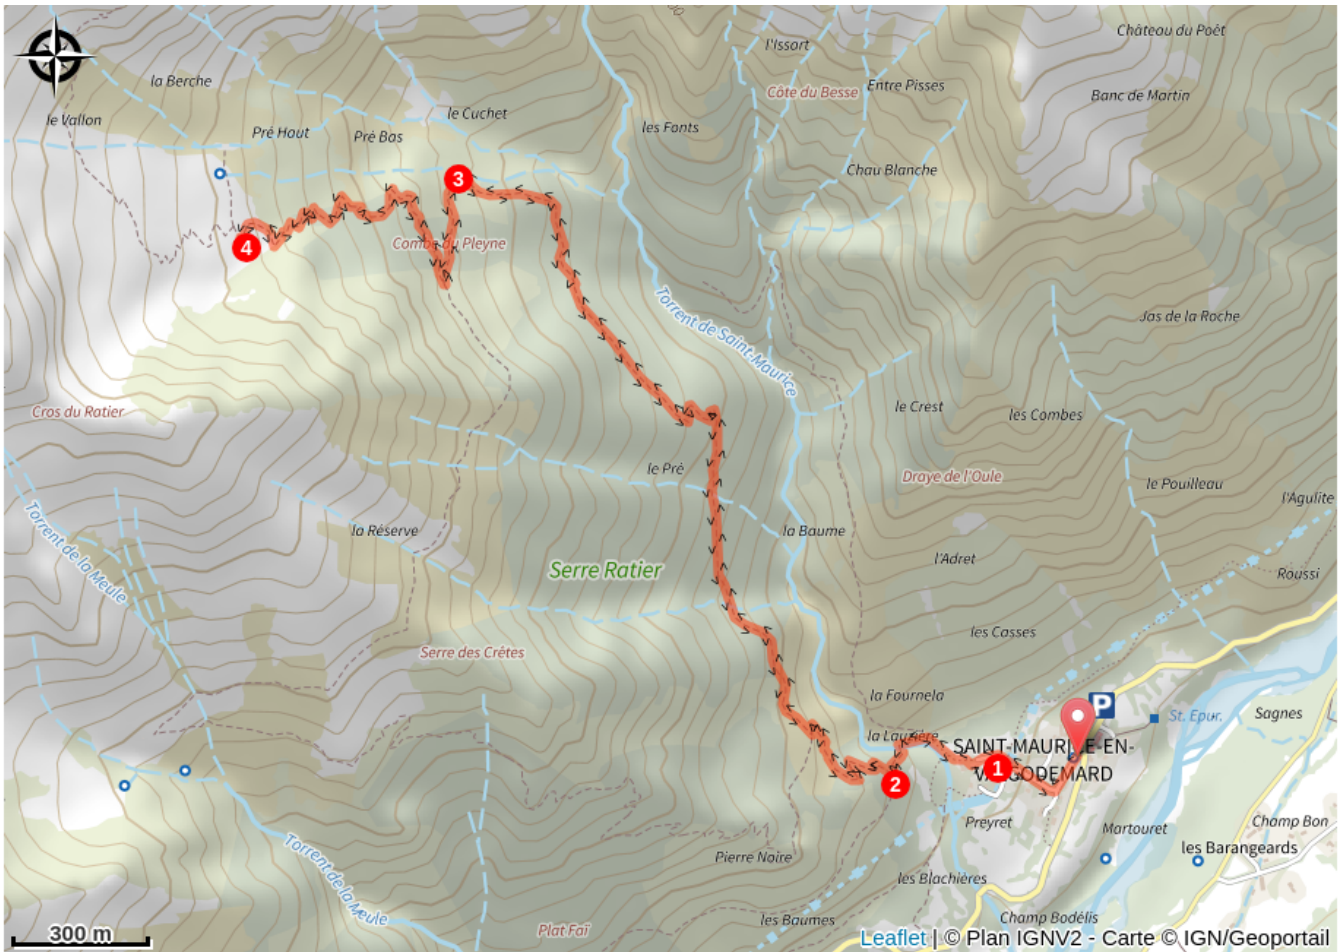 Château du Poët
l'Issart
la Berche
Côte du Besse
Entre Pisses
Banc de Martin
le Vallon
le Cuchet
les Fonts
Pré Hout
Pré Bas
Chau Blanche
3
4
Combe du Pleyne
Torrent de Saint-Maurice
Jas de la Roche
Cros du Ratier
le Crest
les Combes
le Pré
Draye de l'Oule
le Pouilleau
l'Agulite
Torrent de la Meule
la Réserve
la Baume
l'Adret
Serre Ratier
Roussi
les Casses
Serre des Crêtes
la Fournela
P
St. Epur.
Sagnes
SAINT-MAURICE-EN-
1
2
Preyret
Martouret
Champ Bon
les Barangeards
Pierre Noire
Torrent de la Meule
les Blachières
Champ Bodélis
les Baumes
Plat Faï
300 m
Leaflet | © Plan IGNV2 - Carte © IGN/Geoportail